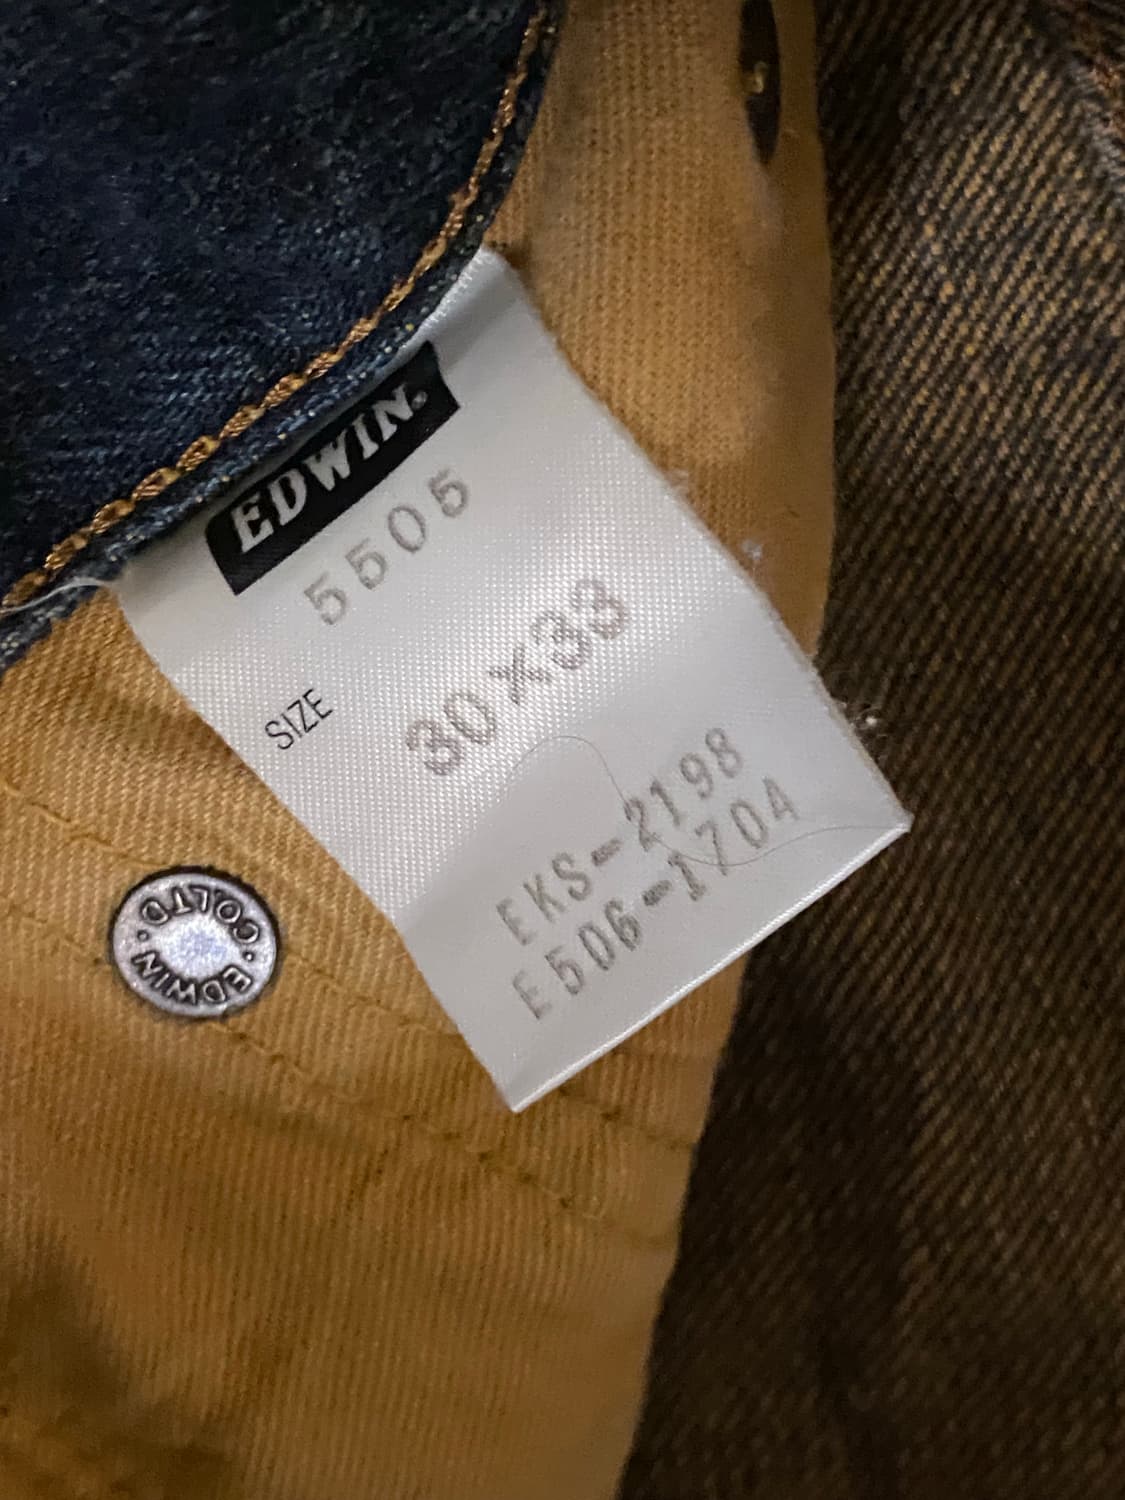 EDWIN.
5505
SIZE 30×33
EKS-2198
E506-1704
·EDWIN·
CO.LTD